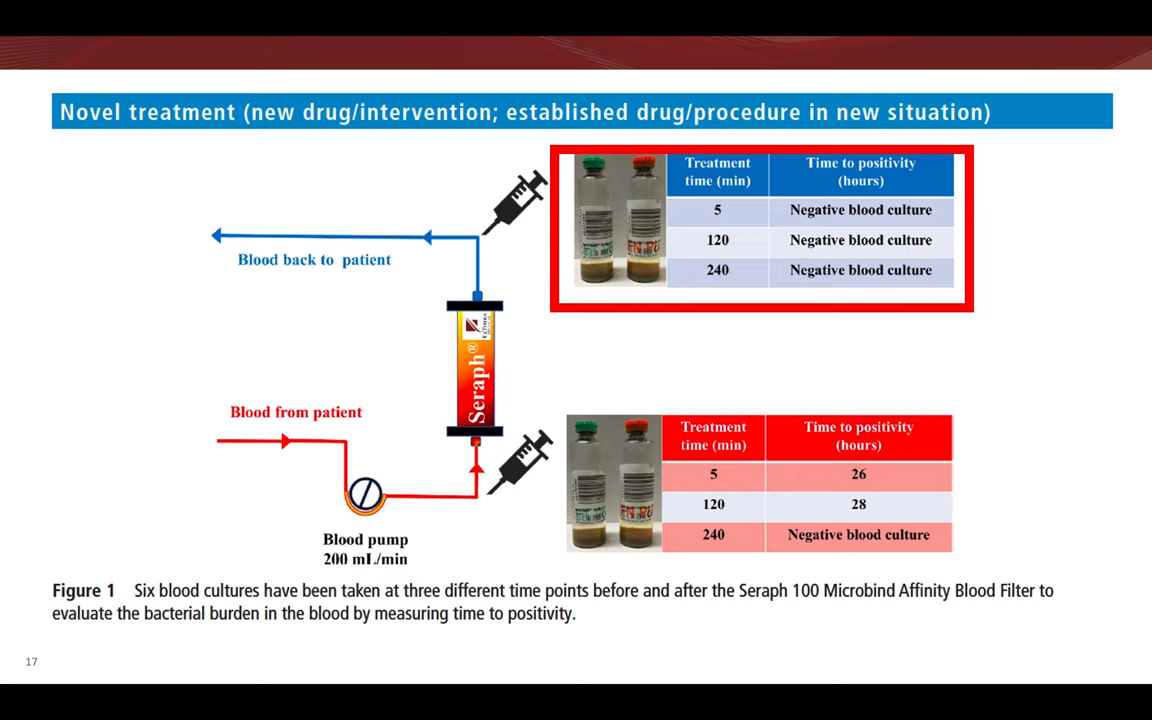 Novel treatment (new drug/intervention; established drug/procedure in new situation)
Treatment time (min)
Time to positivity (hours)
5
Negative blood culture
120
Negative blood culture
240
Negative blood culture
Blood back to patient
Seraph®
Blood from patient
Treatment time (min)
Time to positivity (hours)
5
26
120
28
240
Negative blood culture
Blood pump
200 mL/min
Figure 1 Six blood cultures have been taken at three different time points before and after the Seraph 100 Microbind Affinity Blood Filter to
evaluate the bacterial burden in the blood by measuring time to positivity.
17